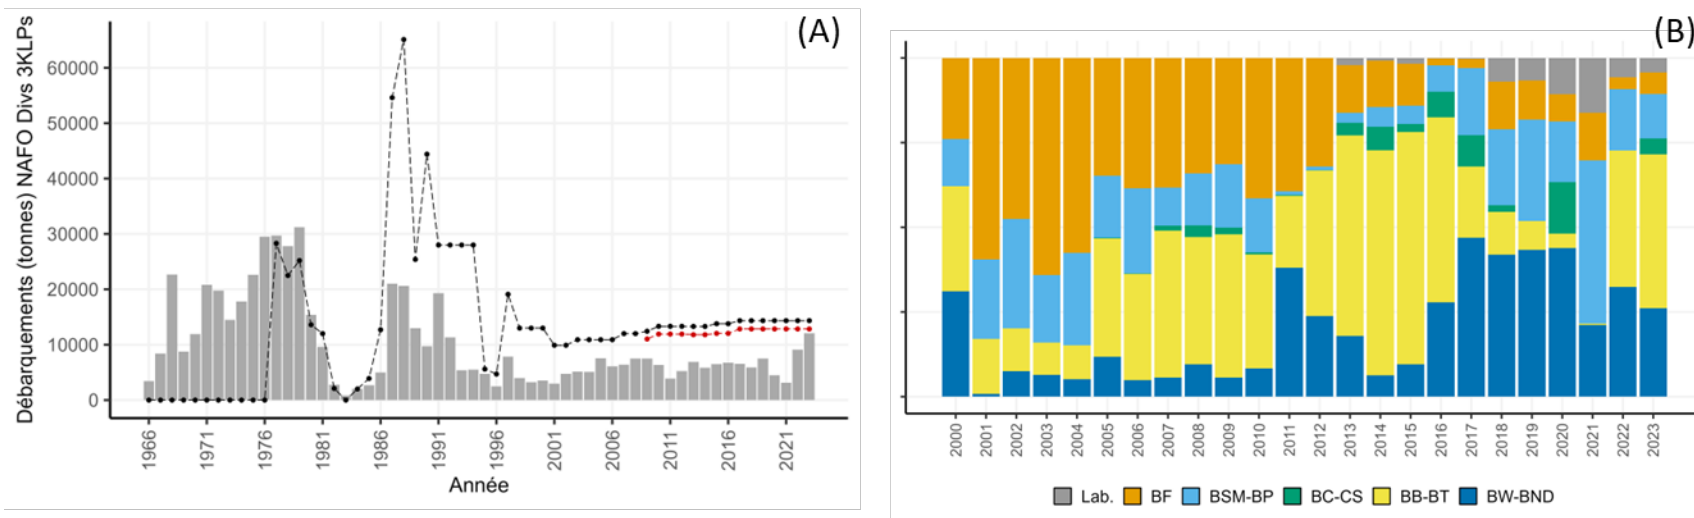 (A)
Débarquements (tonnes) NAFO Divs 3KLPs
60000
50000
40000
30000
20000
10000
0
1966 1971 1976 1981 1986 1991 1996 2001 2006 2011 2016 2021
Année
(B)
2000 2001 2002 2003 2004 2005 2006 2007 2008 2009 2010 2011 2012 2013 2014 2015 2016 2017 2018 2019 2020 2021 2022 2023
Lab. BF BSM-BP BC-CS BB-BT BW-BND